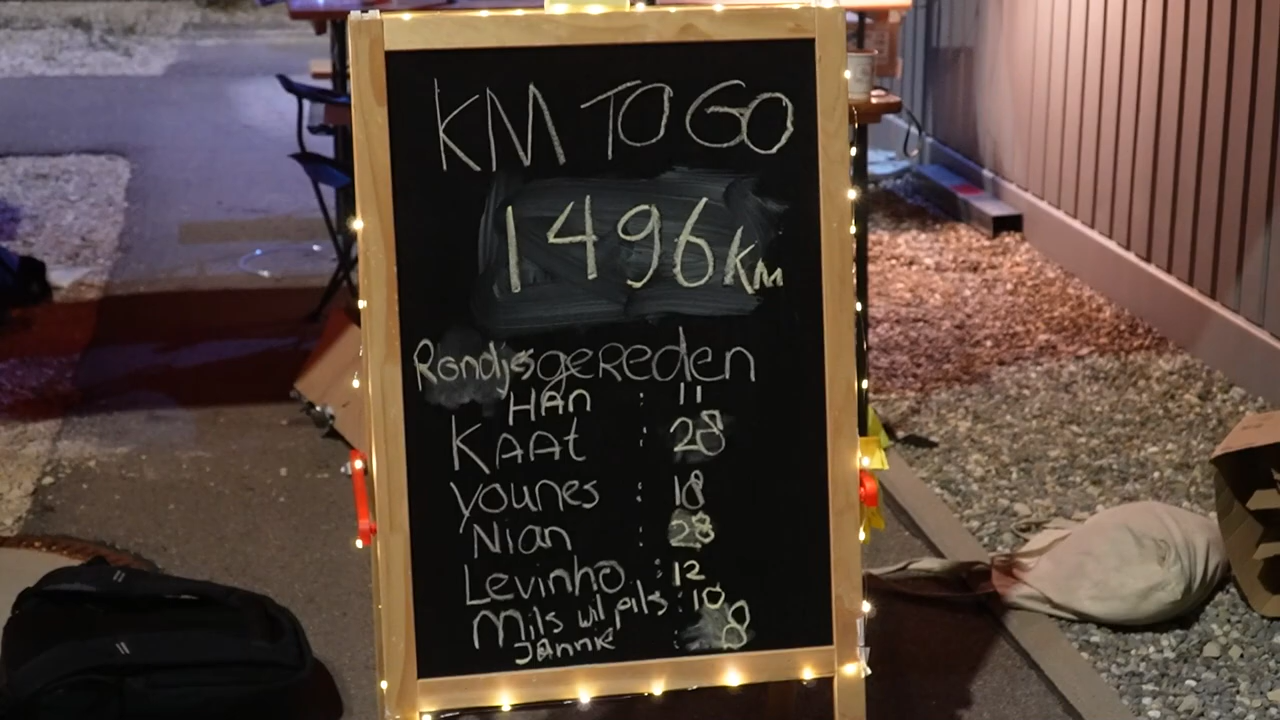 KM TO GO
1496 Km
Rondjes gereden
HAn : 11
KAAt : 28
younes : 18
Nian : 28
Levinho : 12
Mils wil pils : 10
JAnnK : 8